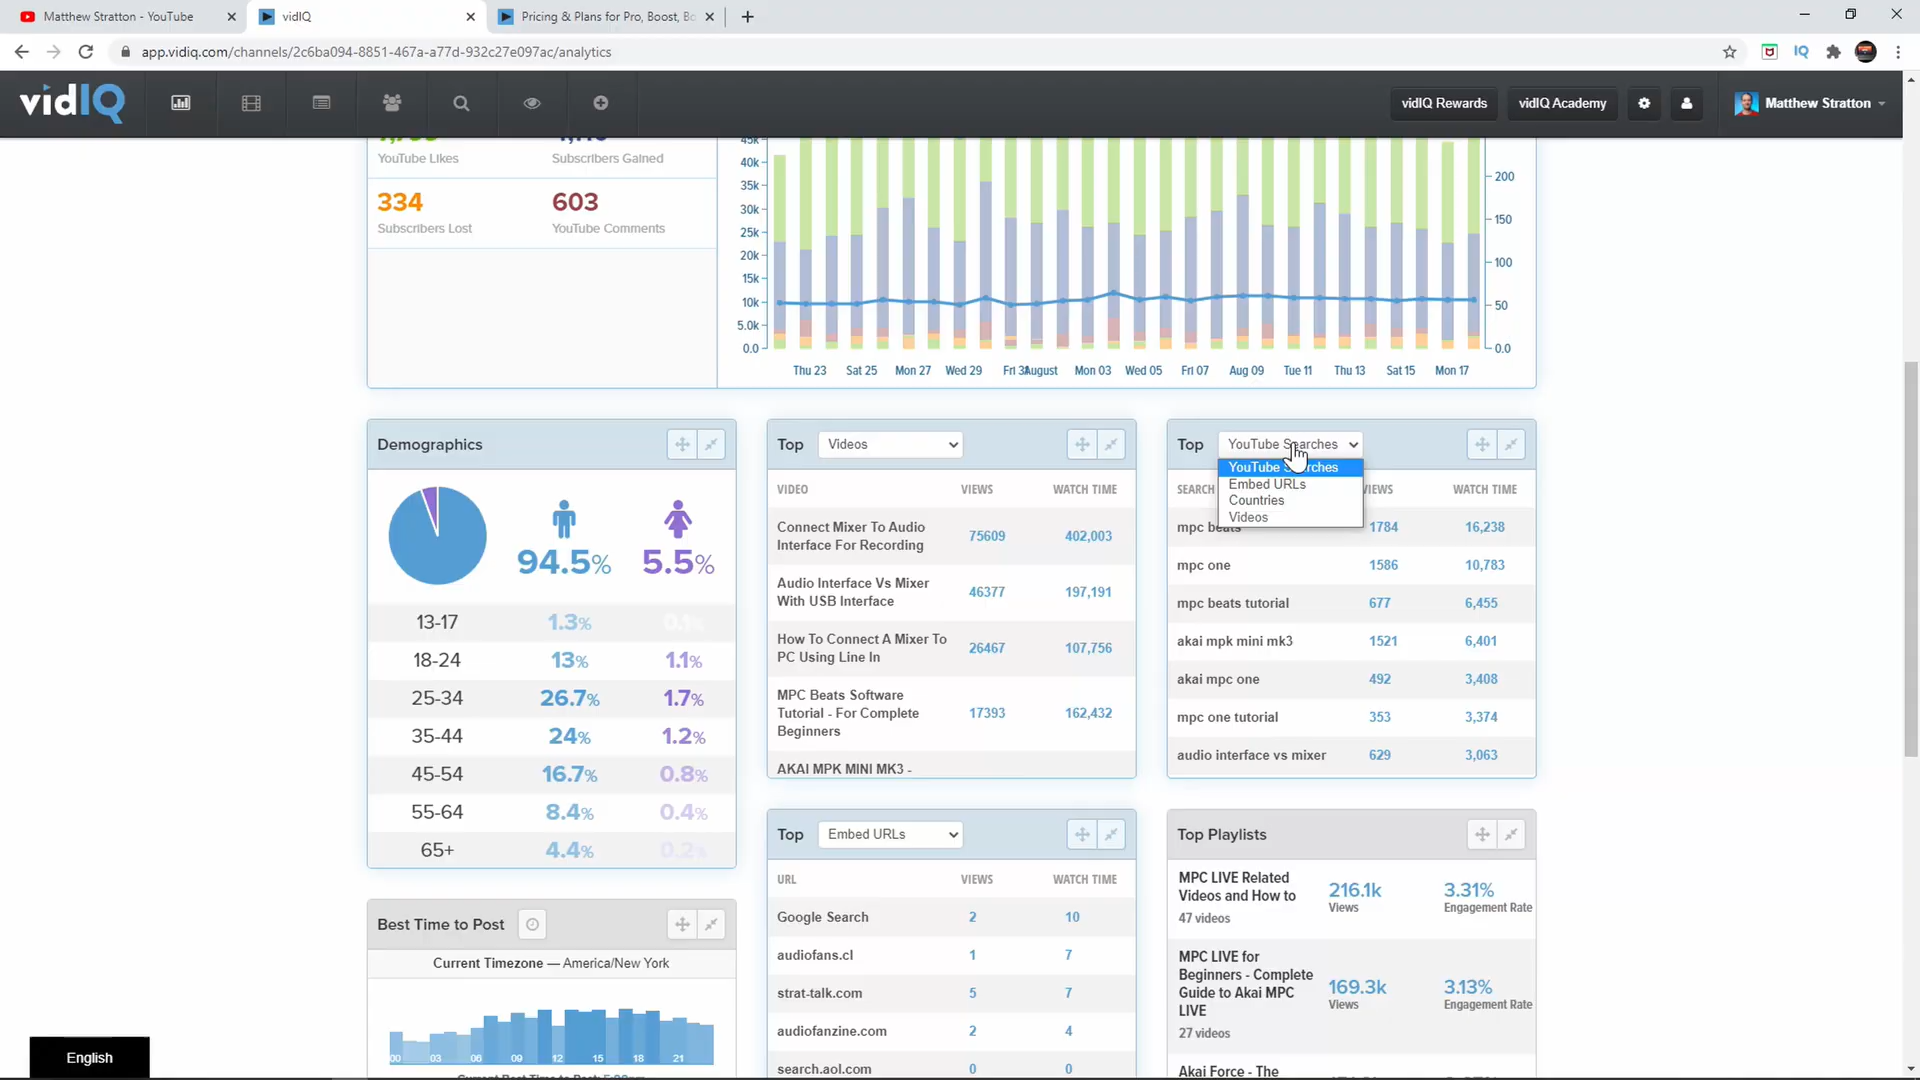 Matthew Stratton - YouTube
vidIQ
Pricing & Plans for Pro, Boost, Bo
app.vidiq.com/channels/2c6ba094-8851-467a-a77d-932c27e097ac/analytics
IQ
vidIQ
vidIQ Rewards
vidIQ Academy
Matthew Stratton
YouTube Likes
Subscribers Gained
334
603
Subscribers Lost
YouTube Comments
45k
40k
35k
30k
25k
20k
15k
10k
5.0k
0.0
200
150
100
50
0.0
Thu 23 Sat 25 Mon 27 Wed 29 Fri 31 August Mon 03 Wed 05 Fri 07 Aug 09 Tue 11 Thu 13 Sat 15 Mon 17
Demographics
94.5%
5.5%
13-17 1.3% 0.1%
18-24 13% 1.1%
25-34 26.7% 1.7%
35-44 24% 1.2%
45-54 16.7% 0.8%
55-64 8.4% 0.4%
65+ 4.4% 0.2%
Top Videos
VIDEO VIEWS WATCH TIME
Connect Mixer To Audio
Interface For Recording
75609 402,003
Audio Interface Vs Mixer
With USB Interface
46377 197,191
How To Connect A Mixer To
PC Using Line In
26467 107,756
MPC Beats Software
Tutorial - For Complete
Beginners
17393 162,432
AKAI MPK MINI MK3 -
Top YouTube Searches
YouTube Searches
Embed URLs
Countries
Videos
SEARCH VIEWS WATCH TIME
mpc beats 1784 16,238
mpc one 1586 10,783
mpc beats tutorial 677 6,455
akai mpk mini mk3 1521 6,401
akai mpc one 492 3,408
mpc one tutorial 353 3,374
audio interface vs mixer 629 3,063
Best Time to Post
Current Timezone — America/New York
00 03 06 09 12 15 18 21
Top Embed URLs
URL VIEWS WATCH TIME
Google Search 2 10
audiofans.cl 1 7
strat-talk.com 5 7
audiofanzine.com 2 4
search.aol.com 0 0
Top Playlists
MPC LIVE Related
Videos and How to
47 videos
216.1k
Views
3.31%
Engagement Rate
MPC LIVE for
Beginners - Complete
Guide to Akai MPC
LIVE
27 videos
169.3k
Views
3.13%
Engagement Rate
Akai Force - The
English